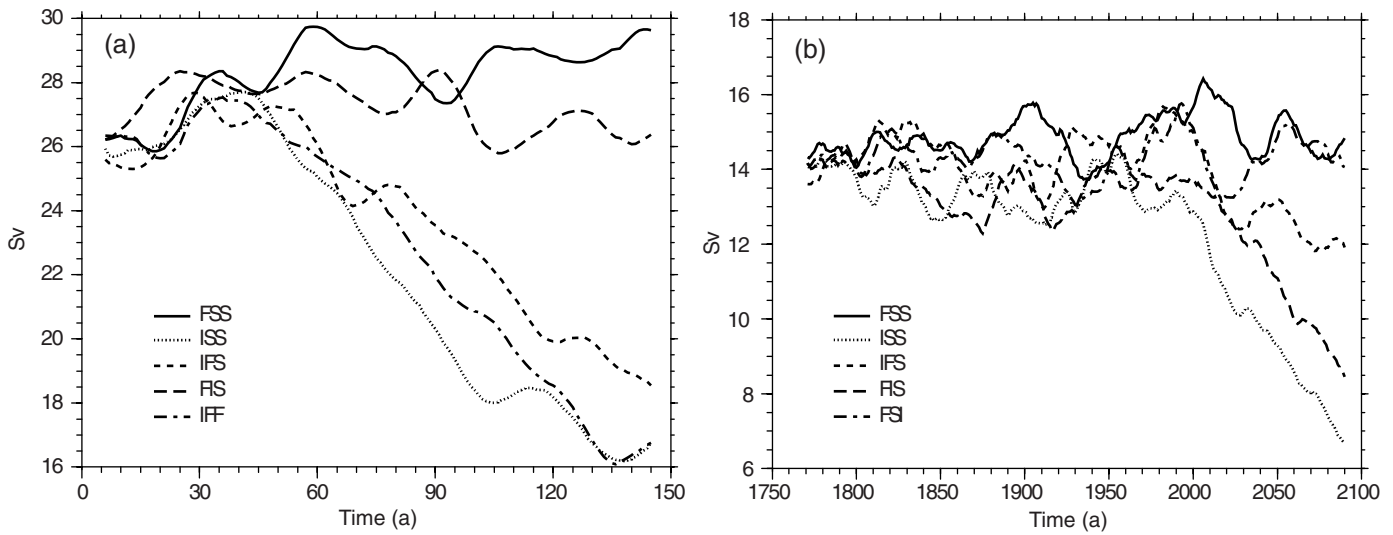 (a)
30
28
26
24
22
20
18
16
Sv
FSS
ISS
IFS
FIS
IFF
0 30 60 90 120 150
Time (a)
(b)
18
16
14
12
10
8
6
Sv
FSS
ISS
IFS
FIS
FSI
1750 1800 1850 1900 1950 2000 2050 2100
Time (a)